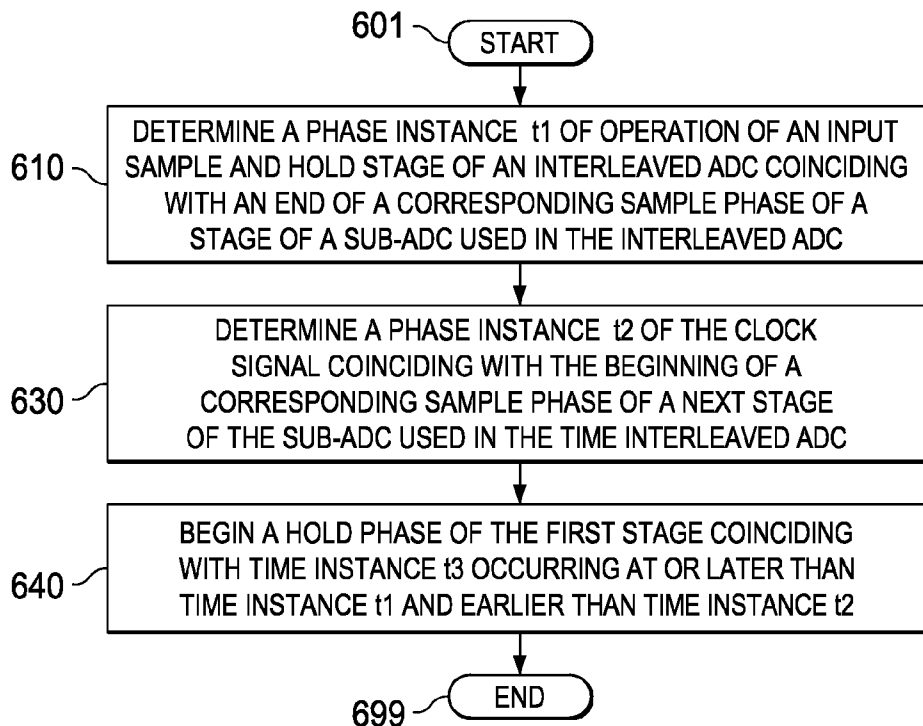 601
START
610
DETERMINE A PHASE INSTANCE t1 OF OPERATION OF AN INPUT
SAMPLE AND HOLD STAGE OF AN INTERLEAVED ADC COINCIDING
WITH AN END OF A CORRESPONDING SAMPLE PHASE OF A
STAGE OF A SUB-ADC USED IN THE INTERLEAVED ADC
630
DETERMINE A PHASE INSTANCE t2 OF THE CLOCK
SIGNAL COINCIDING WITH THE BEGINNING OF A
CORRESPONDING SAMPLE PHASE OF A NEXT STAGE
OF THE SUB-ADC USED IN THE TIME INTERLEAVED ADC
640
BEGIN A HOLD PHASE OF THE FIRST STAGE COINCIDING
WITH TIME INSTANCE t3 OCCURRING AT OR LATER THAN
TIME INSTANCE t1 AND EARLIER THAN TIME INSTANCE t2
699
END